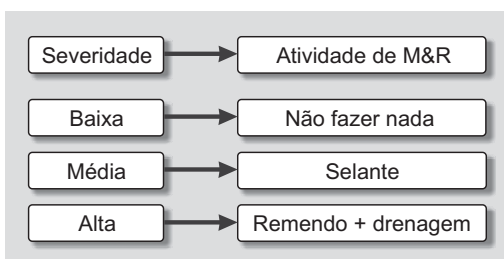 Severidade Atividade de M&R
Baixa Não fazer nada
Média Selante
Alta Remendo + drenagem